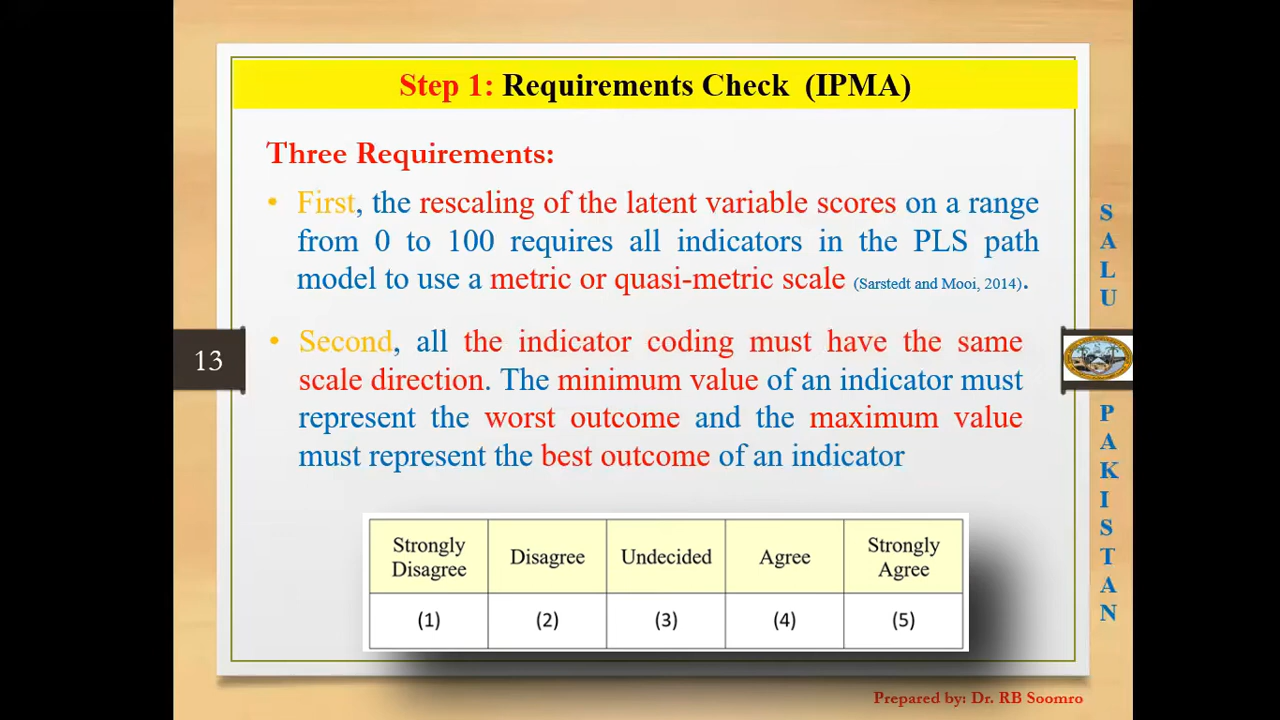 Step 1: Requirements Check (IPMA)
Three Requirements:
• First, the rescaling of the latent variable scores on a range
from 0 to 100 requires all indicators in the PLS path
model to use a metric or quasi-metric scale (Sarstedt and Mooi, 2014).
• Second, all the indicator coding must have the same
scale direction. The minimum value of an indicator must
represent the worst outcome and the maximum value
must represent the best outcome of an indicator
Strongly Disagree
Disagree
Undecided
Agree
Strongly Agree
(1)
(2)
(3)
(4)
(5)
13
SALU
PAKISTAN
Prepared by: Dr. RB Soomro